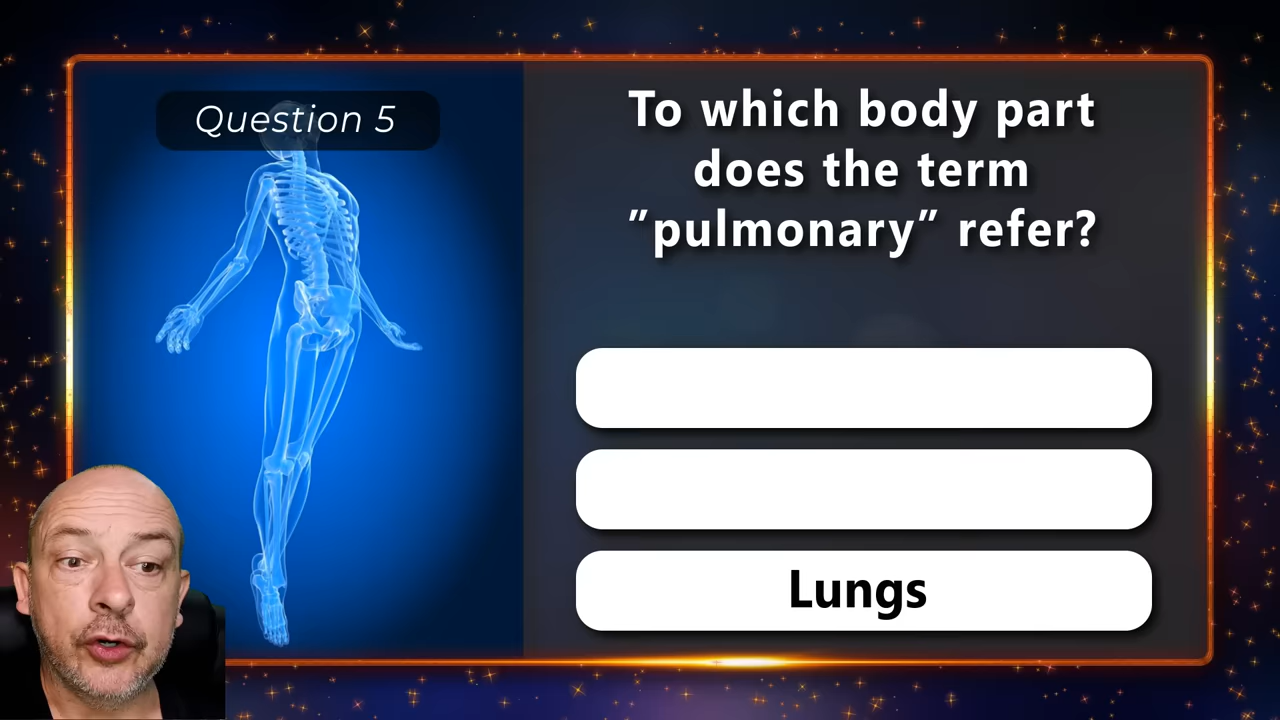 Question 5
To which body part
does the term
”pulmonary” refer?
Lungs